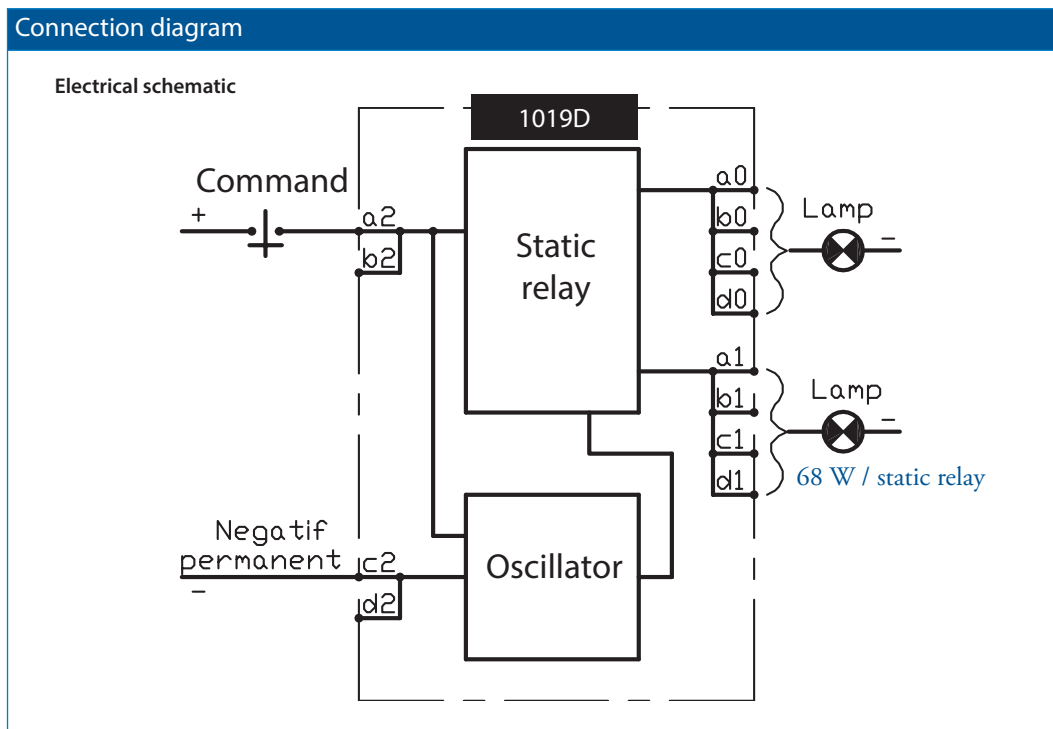 Connection diagram
Electrical schematic
1019D
Command
+
a2
b2
Static
relay
a0
b0
c0
d0
Lamp
-
a1
b1
c1
d1
Lamp
-
68 W / static relay
Negatif
permanent
-
c2
d2
Oscillator